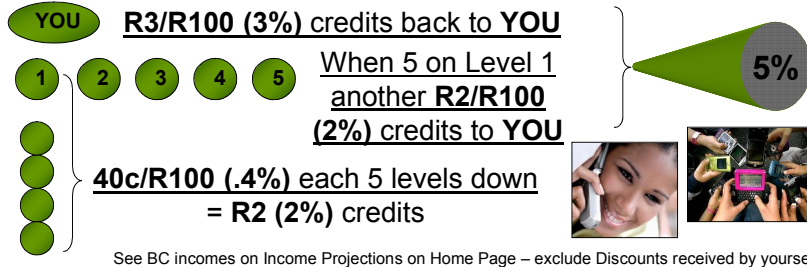 YOU R3/R100 (3%) credits back to YOU
1 2 3 4 5
When 5 on Level 1
another R2/R100
(2%) credits to YOU
5%
40c/R100 (.4%) each 5 levels down
= R2 (2%) credits
See BC incomes on Income Projections on Home Page – exclude Discounts received by yourse